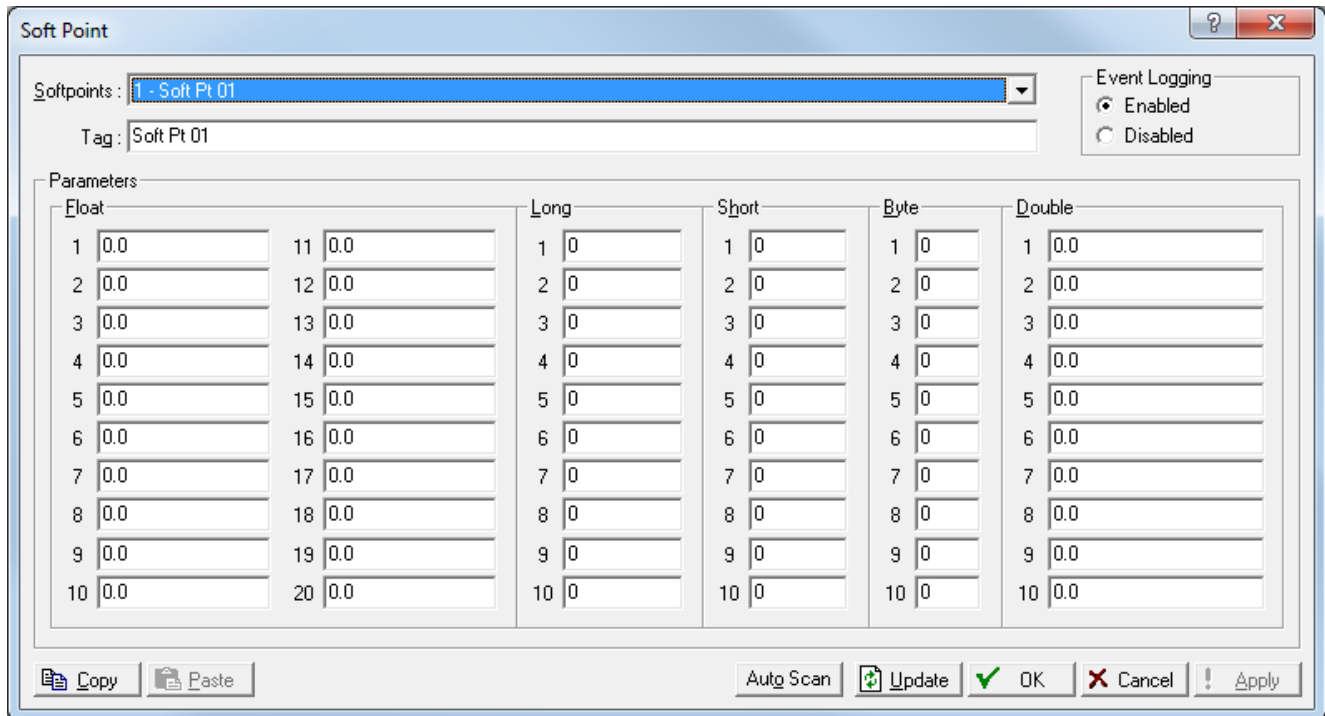 Soft Point
Softpoints : 1 - Soft Pt 01
Tag : Soft Pt 01
Event Logging
Enabled
Disabled
Parameters
Float Long Short Byte Double
1 0.0 11 0.0 1 0 1 0 1 0 1 0.0
2 0.0 12 0.0 2 0 2 0 2 0 2 0.0
3 0.0 13 0.0 3 0 3 0 3 0 3 0.0
4 0.0 14 0.0 4 0 4 0 4 0 4 0.0
5 0.0 15 0.0 5 0 5 0 5 0 5 0.0
6 0.0 16 0.0 6 0 6 0 6 0 6 0.0
7 0.0 17 0.0 7 0 7 0 7 0 7 0.0
8 0.0 18 0.0 8 0 8 0 8 0 8 0.0
9 0.0 19 0.0 9 0 9 0 9 0 9 0.0
10 0.0 20 0.0 10 0 10 0 10 0 10 0.0
Copy Paste Auto Scan Update OK Cancel ! Apply